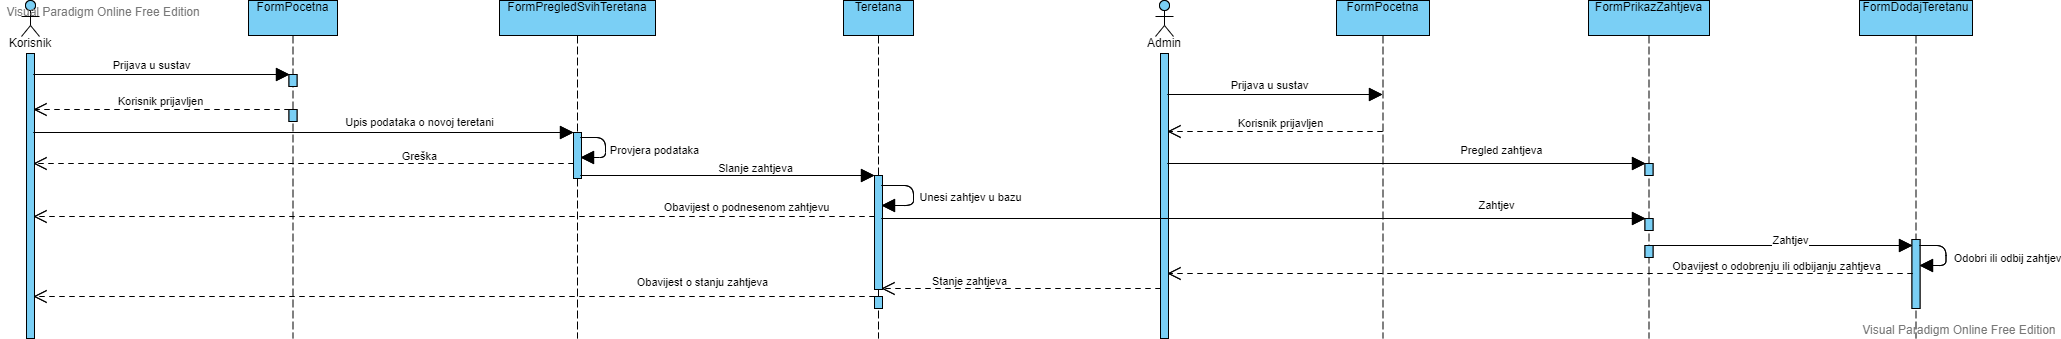 Visual Paradigm Online Free Edition
FormPocetna
FormPregledSvihTeretana
Teretana
FormPocetna
FormPrikazZahtjeva
FormDodajTeretanu
Korisnik
Admin
Prijava u sustav
Prijava u sustav
Korisnik prijavljen
Upis podataka o novoj teretani
Korisnik prijavljen
Provjera podataka
Pregled zahtjeva
Greška
Slanje zahtjeva
Unesi zahtjev u bazu
Obavijest o podnesenom zahtjevu
Zahtjev
Zahtjev
Odobri ili odbij zahtjev
Obavijest o odobrenju ili odbijanju zahtjeva
Obavijest o stanju zahtjeva
Stanje zahtjeva
Visual Paradigm Online Free Edition